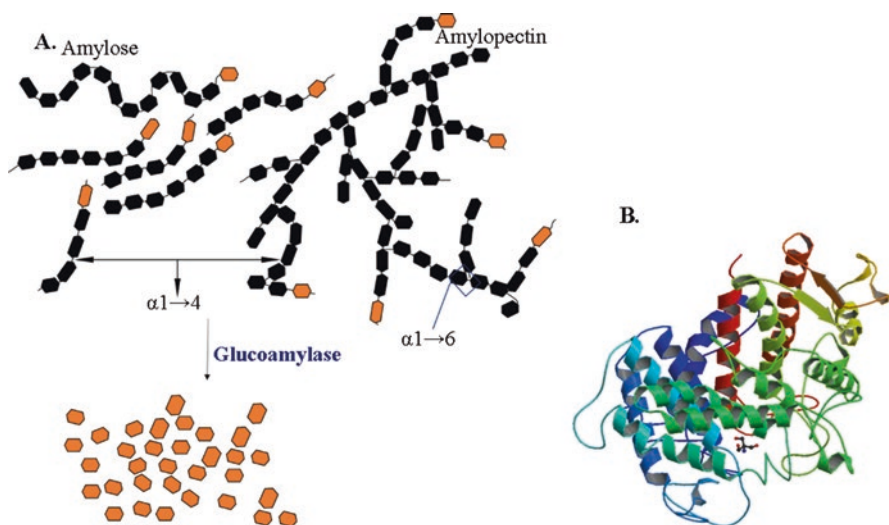 A.
Amylose
Amylopectin
α1→4
α1→6
Glucoamylase
B.